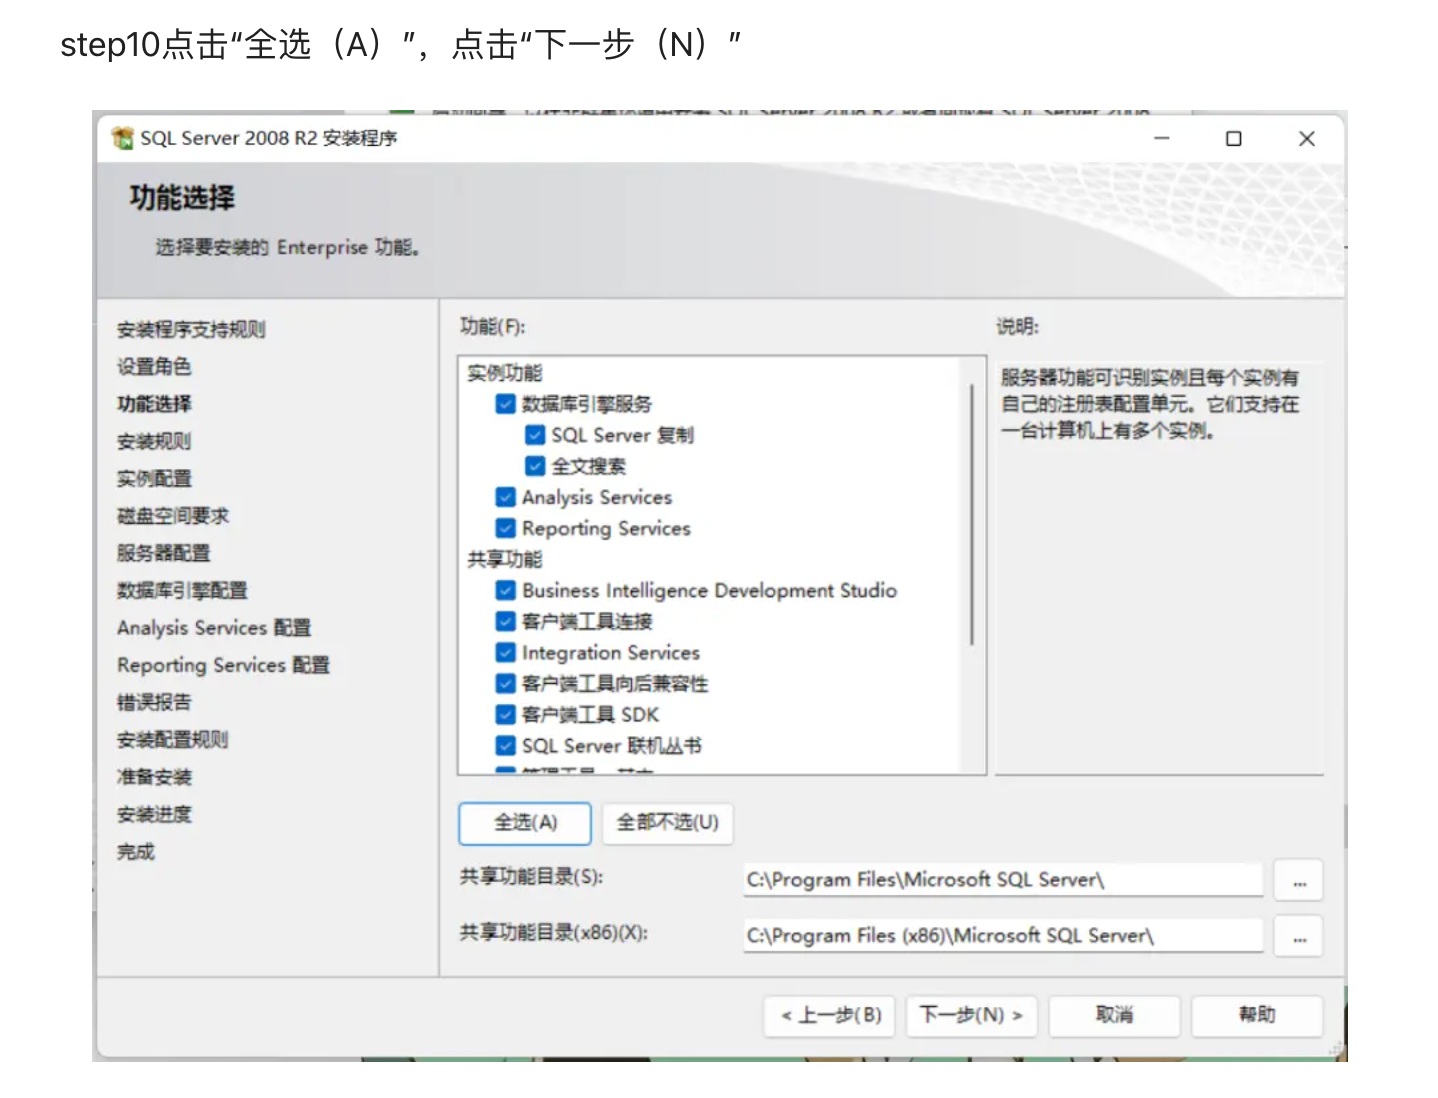 step10点击“全选（A）”，点击“下一步（N）”
SQL Server 2008 R2 安装程序
功能选择
选择要安装的 Enterprise 功能。
安装程序支持规则
设置角色
功能选择
安装规则
实例配置
磁盘空间要求
服务器配置
数据库引擎配置
Analysis Services 配置
Reporting Services 配置
错误报告
安装配置规则
准备安装
安装进度
完成
功能(F):
实例功能
数据库引擎服务
SQL Server 复制
全文搜索
Analysis Services
Reporting Services
共享功能
Business Intelligence Development Studio
客户端工具连接
Integration Services
客户端工具向后兼容性
客户端工具 SDK
SQL Server 联机丛书
说明:
服务器功能可识别实例且每个实例有
自己的注册表配置单元。它们支持在
一台计算机上有多个实例。
全选(A)
全部不选(U)
共享功能目录(S):
C:\Program Files\Microsoft SQL Server\
...
共享功能目录(x86)(X):
C:\Program Files (x86)\Microsoft SQL Server\
...
< 上一步(B)
下一步(N) >
取消
帮助